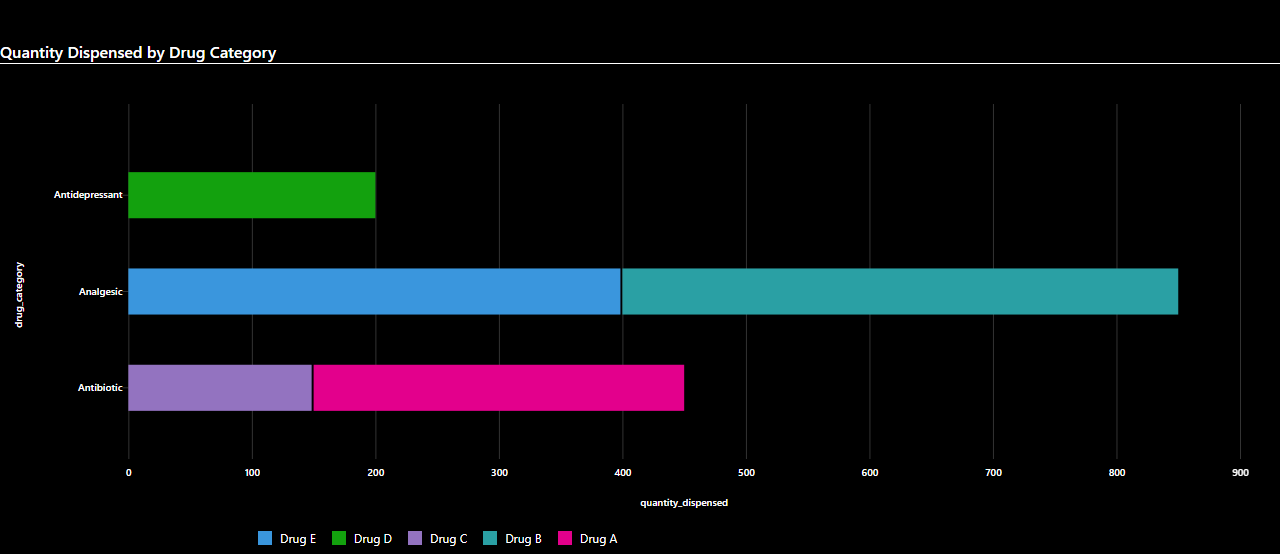 Quantity Dispensed by Drug Category
Antidepressant
Analgesic
Antibiotic
drug_category
0 100 200 300 400 500 600 700 800 900
quantity_dispensed
Drug E Drug D Drug C Drug B Drug A